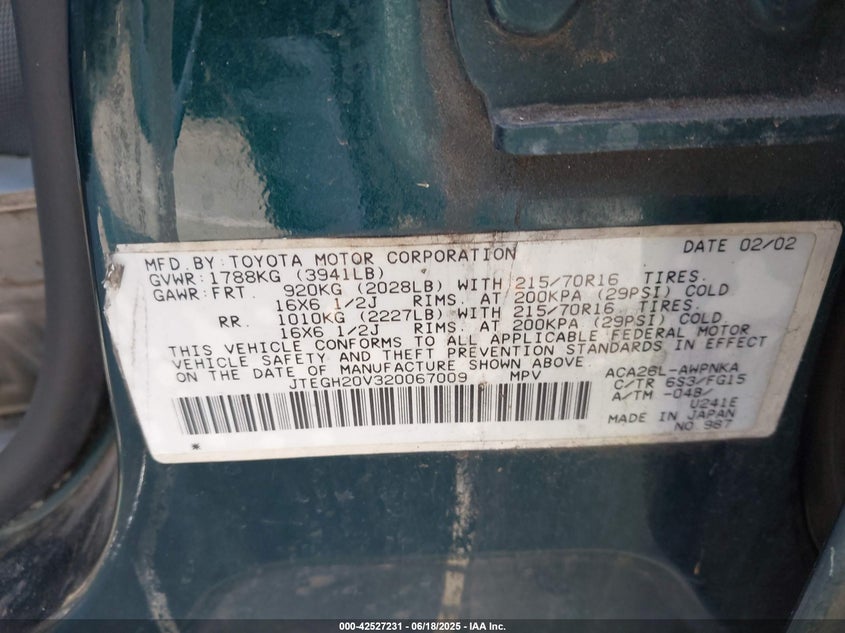 MFD. BY: TOYOTA MOTOR CORPORATION DATE 02/02
GVWR: 1788KG (3941LB)
GAWR: FRT. 920KG (2028LB) WITH 215/70R16 TIRES.
16X6 1/2J RIMS. AT 200KPA (29PSI) COLD
RR. 1010KG (2227LB) WITH 215/70R16 TIRES.
16X6 1/2J RIMS. AT 200KPA (29PSI) COLD.
THIS VEHICLE CONFORMS TO ALL APPLICABLE FEDERAL MOTOR
VEHICLE SAFETY AND THEFT PREVENTION STANDARDS IN EFFECT
ON THE DATE OF MANUFACTURE SHOWN ABOVE.
JTEGH20V320067009 MPV
ACA26L-AWPNKA
C/TR 6S3/FG15
A/TM -04B/
U241E
MADE IN JAPAN
NO 987
*
000-42527231 - 06/18/2025 - IAA Inc.